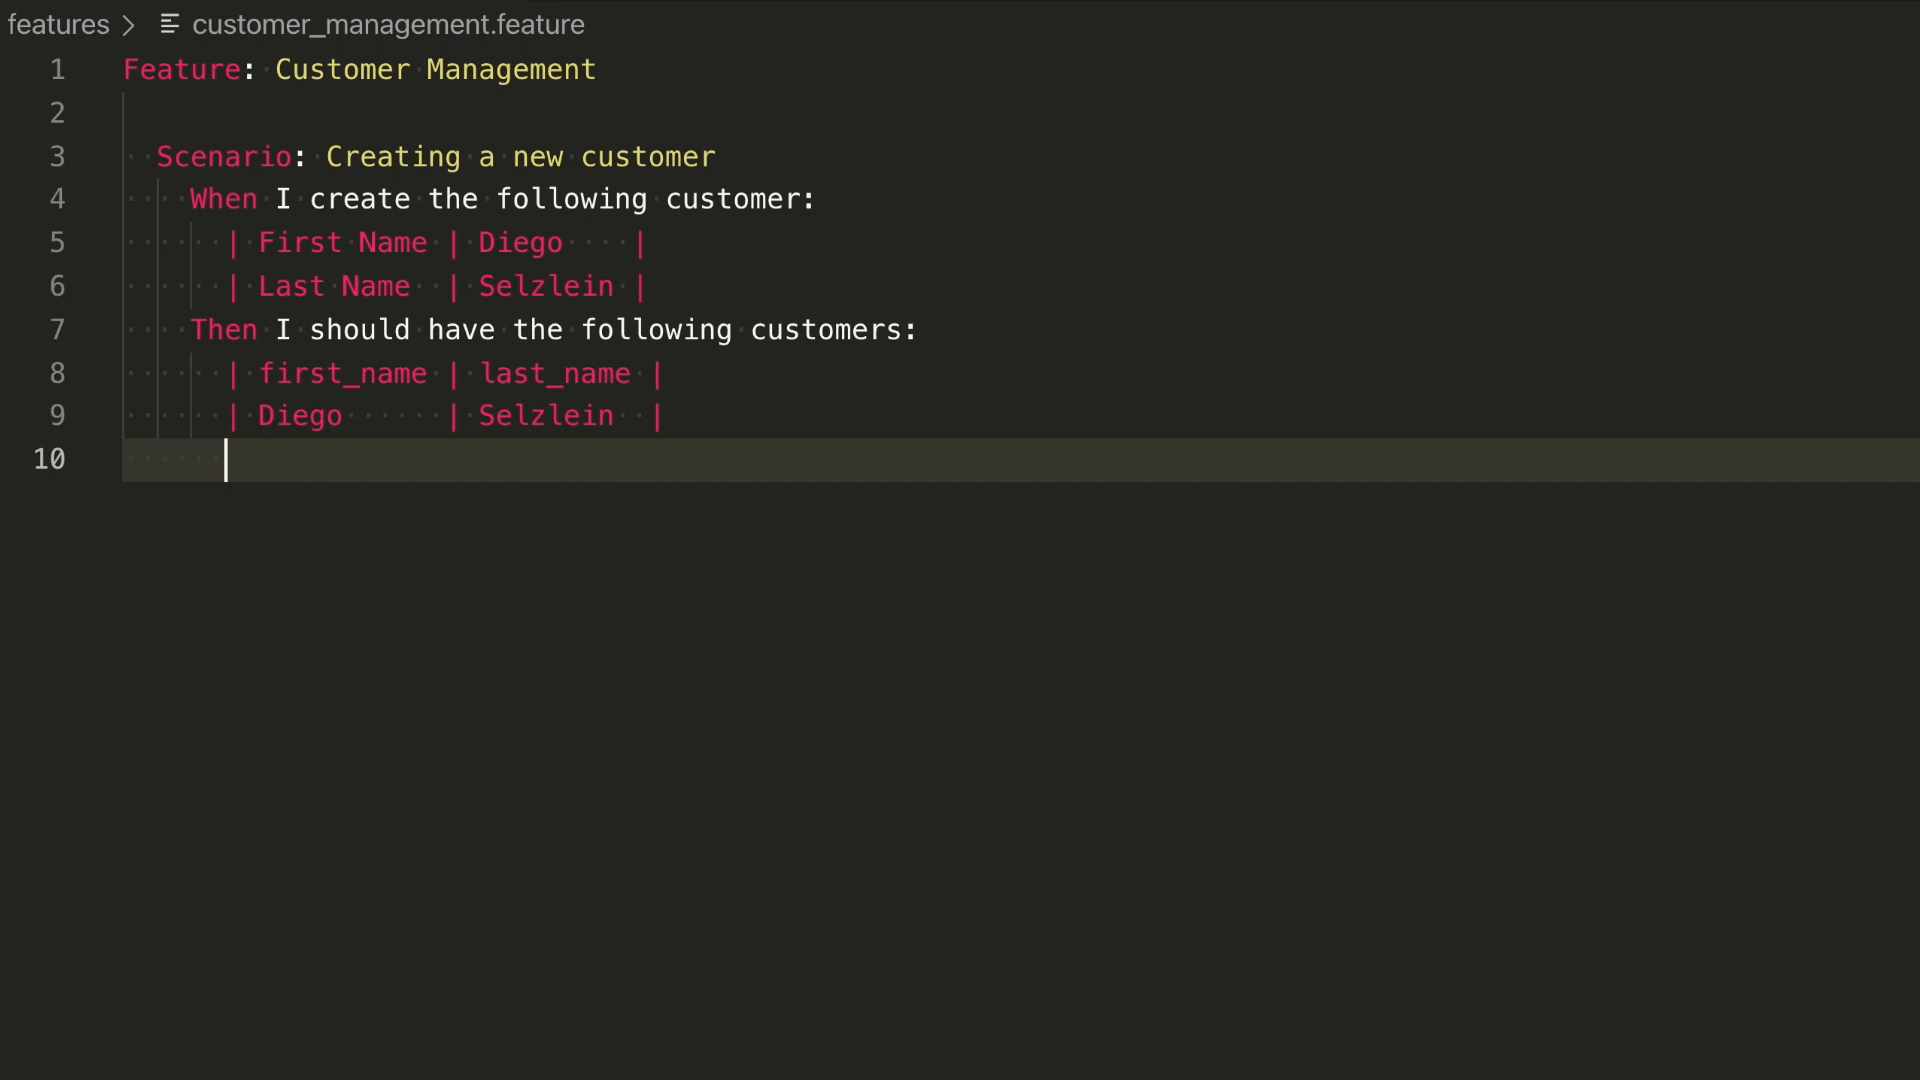 features > customer_management.feature
1 Feature: Customer Management
2
3 Scenario: Creating a new customer
4 When I create the following customer:
5 | First Name | Diego |
6 | Last Name | Selzlein |
7 Then I should have the following customers:
8 | first_name | last_name |
9 | Diego | Selzlein |
10